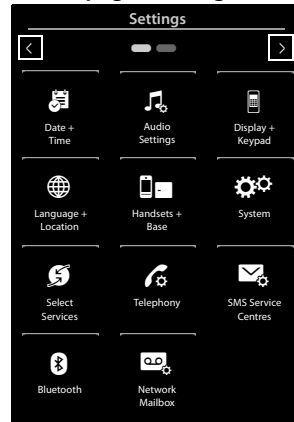 Settings
Date +
Time
Audio
Settings
Display +
Keypad
Language +
Location
Handsets +
Base
System
Select
Services
Telephony
SMS Service
Centres
Bluetooth
Network
Mailbox